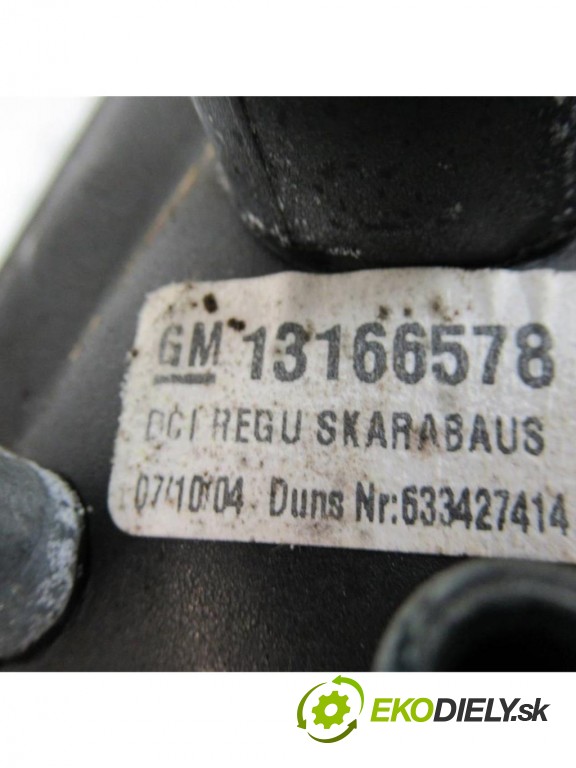 GM 13166578
DCI REGU SKARABAUS
07/10/04 Duns Nr:633427414
EKODIELY.sk